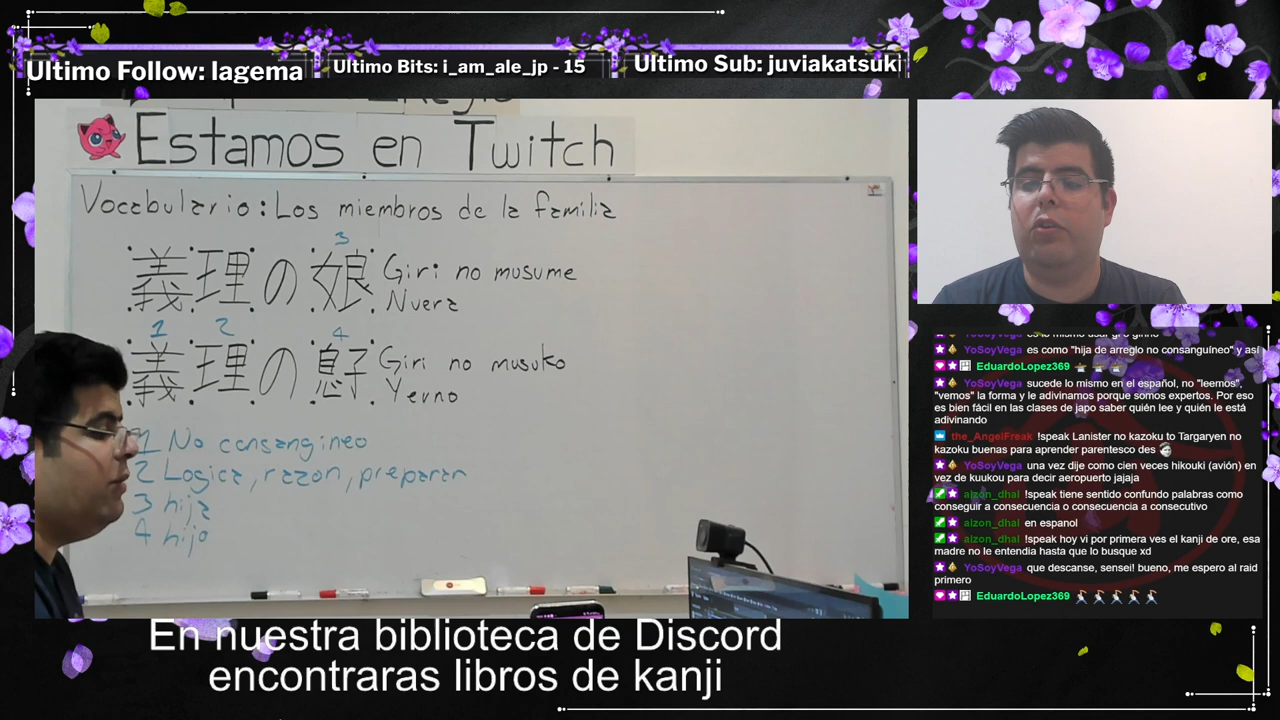 Ultimo Follow: lagema
Ultimo Bits: i_am_ale_jp - 15
Ultimo Sub: juviakatsuki
Estamos en Twitch
Vocabulario: Los miembros de la familia
3
義理の娘 Giri no musume
Nuera
1 2 4
義理の息子 Giri no musuko
Yerno
1 No consangineo
2 Logica, razon, preparar
3 hija
4 hijo
YoSoyVega es como "hija de arreglo no consanguíneo" y así
EduardoLopez369
YoSoyVega sucede lo mismo en el español, no "leemos",
"vemos" la forma y le adivinamos porque somos expertos. Por eso
es bien fácil en las clases de japo saber quién lee y quién le está
adivinando
the_AngelFreak !speak Lanister no kazoku to Targaryen no
kazoku buenas para aprender parentesco des
YoSoyVega una vez dije como cien veces hikouki (avión) en
vez de kuukou para decir aeropuerto jajaja
aizon_dhal !speak tiene sentido confundo palabras como
conseguir a consecuencia o consecutivo a consecutivo
aizon_dhal en espanol
aizon_dhal !speak hoy vi por primera ves el kanji de ore, esa
madre no le entendia hasta que lo busque xd
YoSoyVega que descanse, sensei! bueno, me espero al raid
primero
EduardoLopez369
En nuestra biblioteca de Discord
encontraras libros de kanji